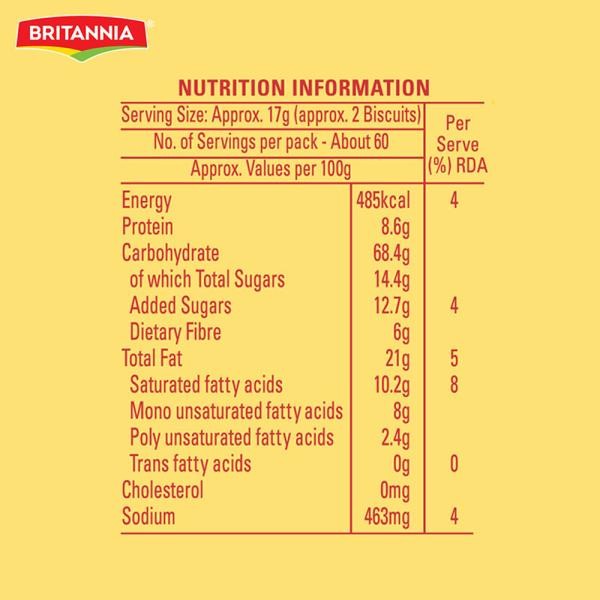 BRITANNIA
NUTRITION INFORMATION
Serving Size: Approx. 17g (approx. 2 Biscuits)
No. of Servings per pack - About 60
Approx. Values per 100g
Per
Serve
(%) RDA
Energy 485kcal 4
Protein 8.6g
Carbohydrate 68.4g
of which Total Sugars 14.4g
Added Sugars 12.7g 4
Dietary Fibre 6g
Total Fat 21g 5
Saturated fatty acids 10.2g 8
Mono unsaturated fatty acids 8g
Poly unsaturated fatty acids 2.4g
Trans fatty acids 0g 0
Cholesterol 0mg
Sodium 463mg 4